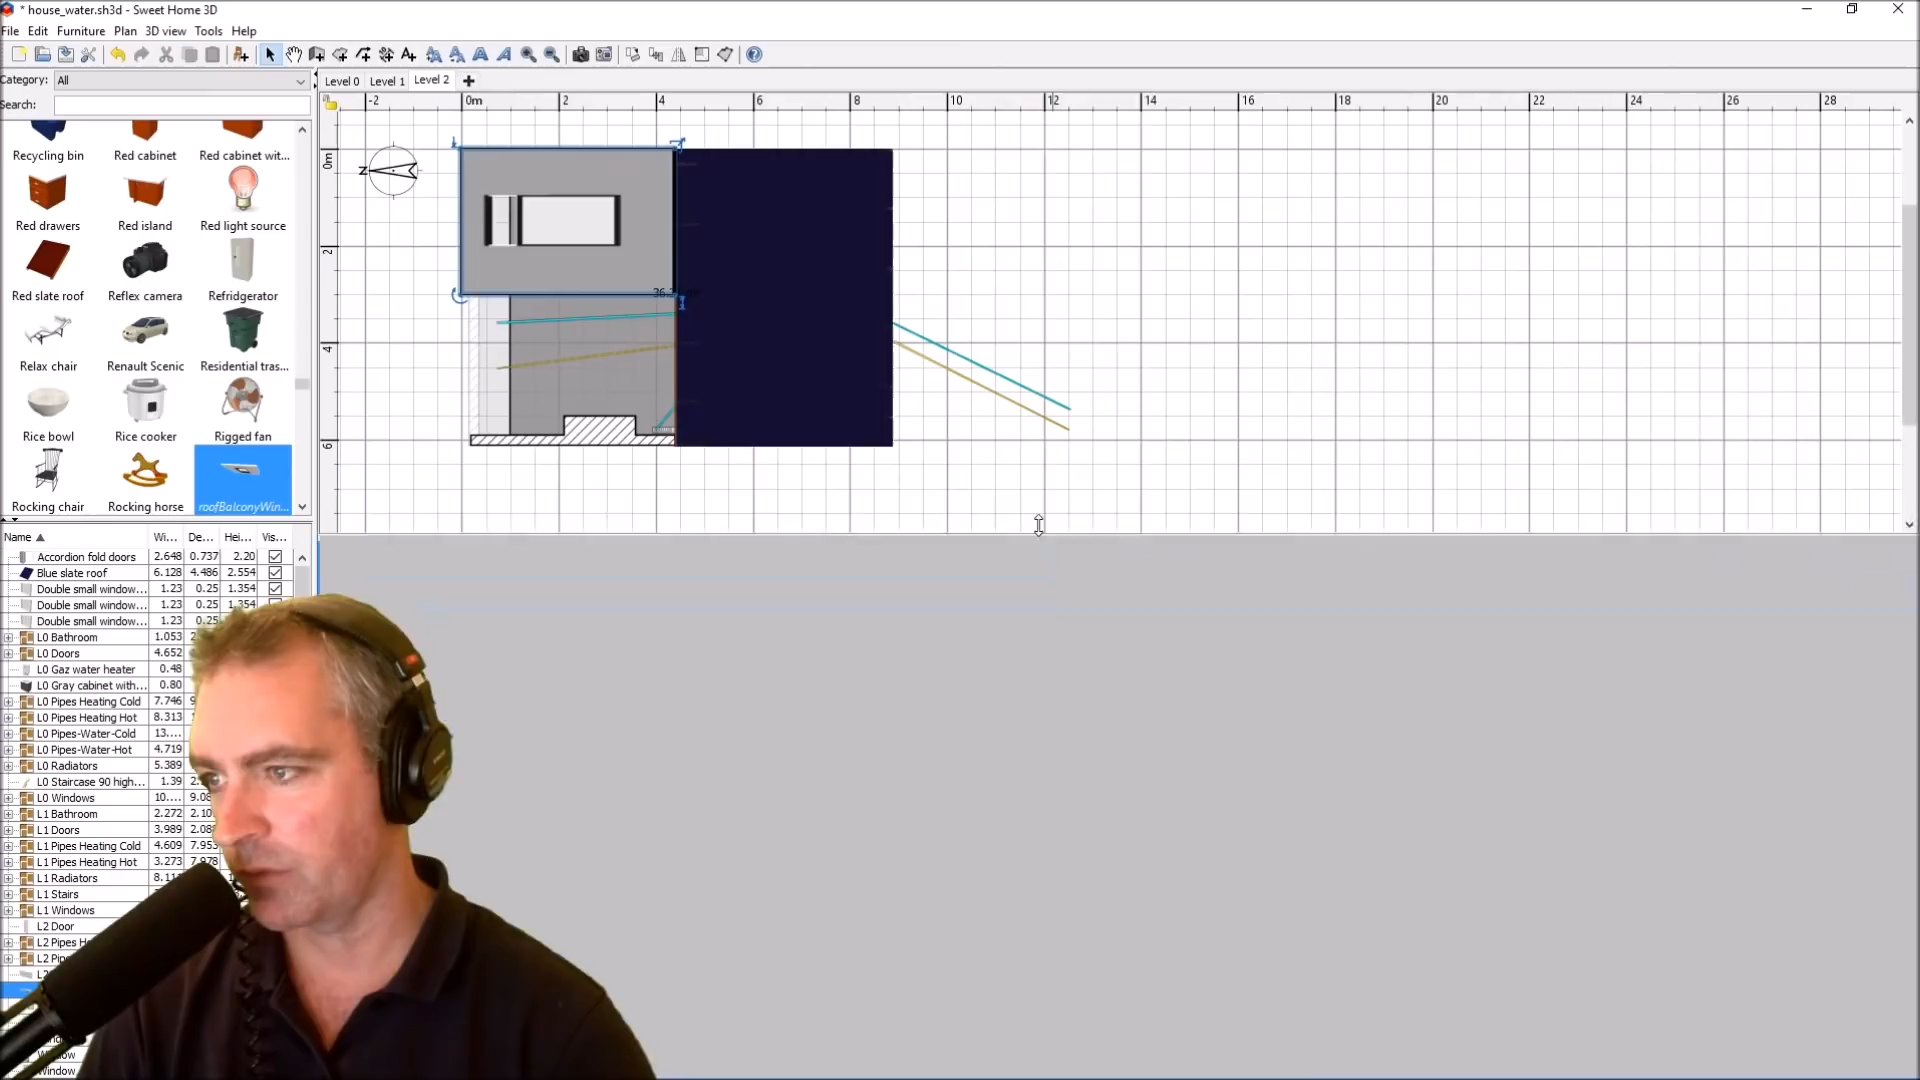 * house_water.sh3d - Sweet Home 3D
File Edit Furniture Plan 3D view Tools Help
Category: All
Search:
Level 0 Level 1 Level 2
-2 0m 2 4 6 8 10 12 14 16 18 20 22 24 26 28
0m
2
4
6
Z
Recycling bin Red cabinet Red cabinet wit...
Red drawers Red island Red light source
Red slate roof Reflex camera Refridgerator
Relax chair Renault Scenic Residential tras...
Rice bowl Rice cooker Rigged fan
Rocking chair Rocking horse roofBalconyWin...
Name Wi... De... Hei... Vis...
Accordion fold doors 2.648 0.737 2.20
Blue slate roof 6.128 4.486 2.554
Double small window... 1.23 0.25 1.354
Double small window... 1.23 0.25 1.354
Double small window... 1.23 0.25
L0 Bathroom 1.053
L0 Doors 4.652
L0 Gaz water heater 0.48
L0 Gray cabinet with... 0.80
L0 Pipes Heating Cold 7.746
L0 Pipes Heating Hot 8.313
L0 Pipes-Water-Cold 13....
L0 Pipes-Water-Hot 4.719
L0 Radiators 5.389
L0 Staircase 90 high... 1.39
L0 Windows 10....
L1 Bathroom 2.272
L1 Doors 3.989
L1 Pipes Heating Cold 4.609 7.953
L1 Pipes Heating Hot 3.273 7.978
L1 Radiators
L1 Stairs
L1 Windows
L2 Door
L2 Pipes
L2
Window
Window